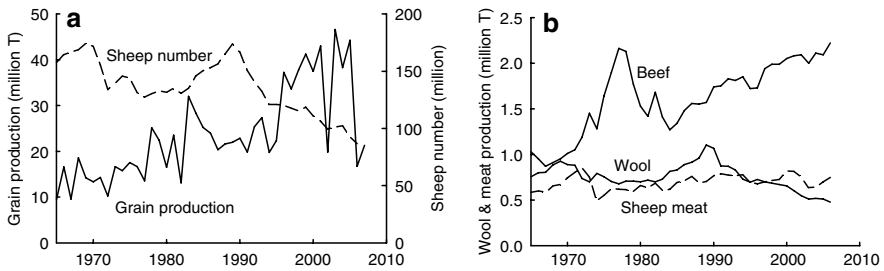 a
Grain production (million T)
50
40
30
20
10
0
Sheep number
Grain production
200
150
100
50
0
Sheep number (million)
1970
1980
1990
2000
2010
b
Wool & meat production (million T)
2.5
2.0
1.5
1.0
0.5
0.0
Beef
Wool
Sheep meat
1970
1980
1990
2000
2010